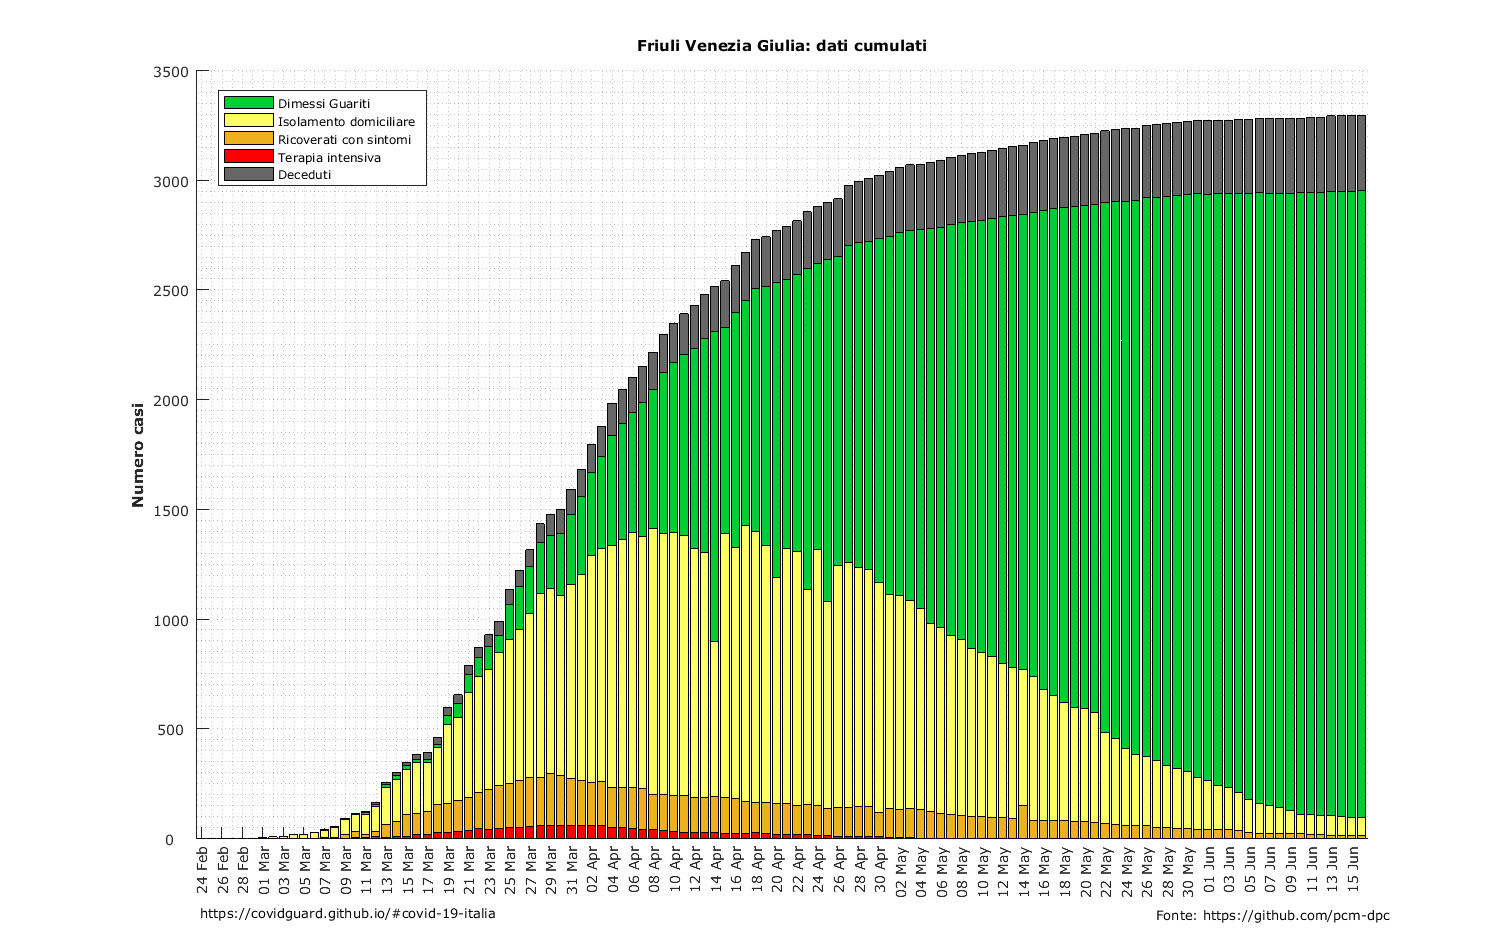 Friuli Venezia Giulia: dati cumulati
3500
3000
2500
2000
1500
1000
500
0
Numero casi
Dimessi Guariti
Isolamento domiciliare
Ricoverati con sintomi
Terapia intensiva
Deceduti
24 Feb
26 Feb
28 Feb
01 Mar
03 Mar
05 Mar
07 Mar
09 Mar
11 Mar
13 Mar
15 Mar
17 Mar
19 Mar
21 Mar
23 Mar
25 Mar
27 Mar
29 Mar
31 Mar
02 Apr
04 Apr
06 Apr
08 Apr
10 Apr
12 Apr
14 Apr
16 Apr
18 Apr
20 Apr
22 Apr
24 Apr
26 Apr
28 Apr
30 Apr
02 May
04 May
06 May
08 May
10 May
12 May
14 May
16 May
18 May
20 May
22 May
24 May
26 May
28 May
30 May
01 Jun
03 Jun
05 Jun
07 Jun
09 Jun
11 Jun
13 Jun
15 Jun
https://covidguard.github.io/#covid-19-italia
Fonte: https://github.com/pcm-dpc